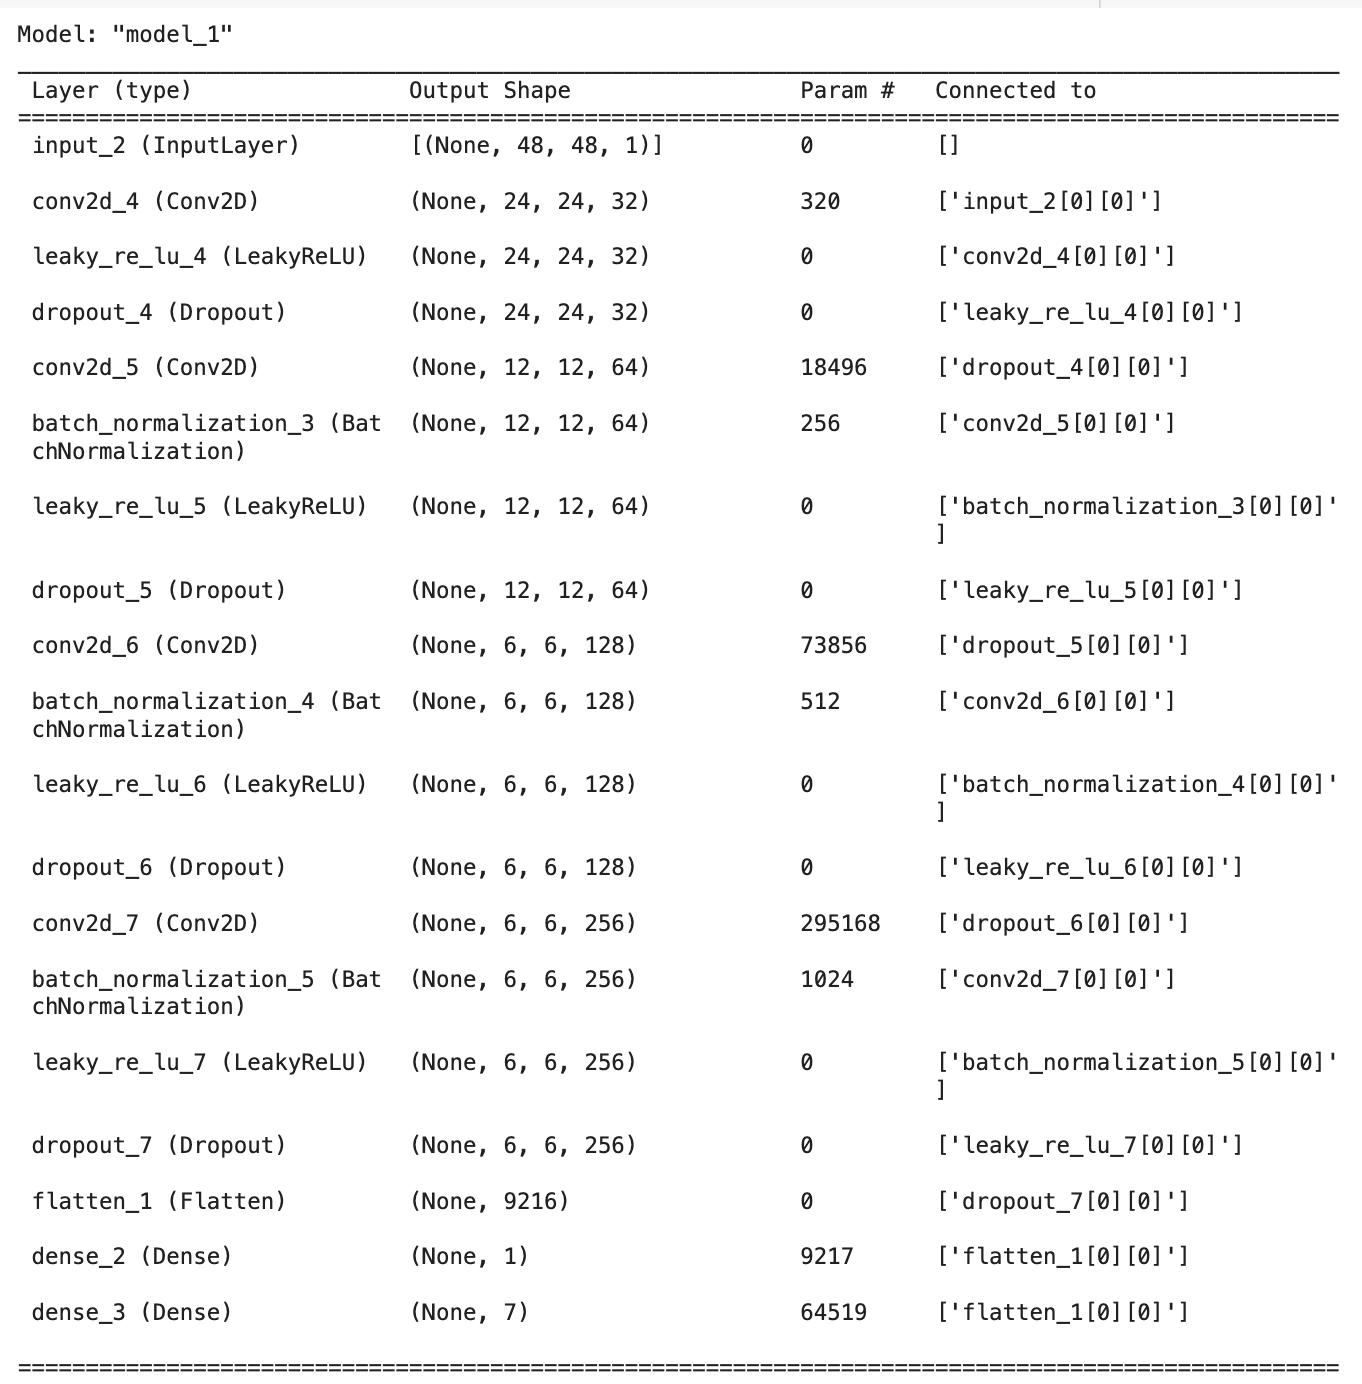 Model: "model_1"
Layer (type) Output Shape Param # Connected to
==================================================================================================
input_2 (InputLayer) [(None, 48, 48, 1)] 0 []
conv2d_4 (Conv2D) (None, 24, 24, 32) 320 ['input_2[0][0]']
leaky_re_lu_4 (LeakyReLU) (None, 24, 24, 32) 0 ['conv2d_4[0][0]']
dropout_4 (Dropout) (None, 24, 24, 32) 0 ['leaky_re_lu_4[0][0]']
conv2d_5 (Conv2D) (None, 12, 12, 64) 18496 ['dropout_4[0][0]']
batch_normalization_3 (Bat (None, 12, 12, 64) 256 ['conv2d_5[0][0]']
chNormalization)
leaky_re_lu_5 (LeakyReLU) (None, 12, 12, 64) 0 ['batch_normalization_3[0][0]'
]
dropout_5 (Dropout) (None, 12, 12, 64) 0 ['leaky_re_lu_5[0][0]']
conv2d_6 (Conv2D) (None, 6, 6, 128) 73856 ['dropout_5[0][0]']
batch_normalization_4 (Bat (None, 6, 6, 128) 512 ['conv2d_6[0][0]']
chNormalization)
leaky_re_lu_6 (LeakyReLU) (None, 6, 6, 128) 0 ['batch_normalization_4[0][0]'
]
dropout_6 (Dropout) (None, 6, 6, 128) 0 ['leaky_re_lu_6[0][0]']
conv2d_7 (Conv2D) (None, 6, 6, 256) 295168 ['dropout_6[0][0]']
batch_normalization_5 (Bat (None, 6, 6, 256) 1024 ['conv2d_7[0][0]']
chNormalization)
leaky_re_lu_7 (LeakyReLU) (None, 6, 6, 256) 0 ['batch_normalization_5[0][0]'
]
dropout_7 (Dropout) (None, 6, 6, 256) 0 ['leaky_re_lu_7[0][0]']
flatten_1 (Flatten) (None, 9216) 0 ['dropout_7[0][0]']
dense_2 (Dense) (None, 1) 9217 ['flatten_1[0][0]']
dense_3 (Dense) (None, 7) 64519 ['flatten_1[0][0]']
==================================================================================================